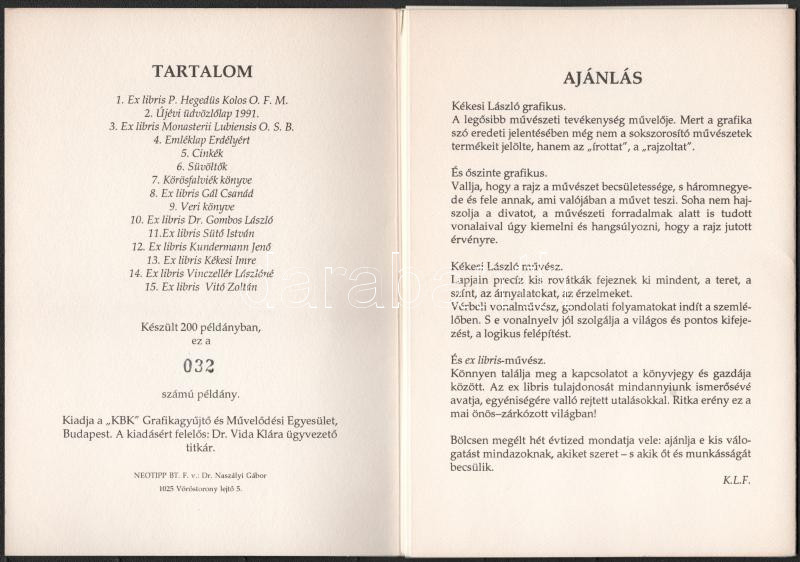 TARTALOM
1. Ex libris P. Hegedüs Kolos O. F. M.
2. Újévi üdvözlőlap 1991.
3. Ex libris Monasterii Lubiensis O. S. B.
4. Emléklap Erdélyért
5. Cinkék
6. Süvöltők
7. Körösfalviék könyve
8. Ex libris Gál Csanád
9. Veri könyve
10. Ex libris Dr. Gombos László
11.Ex libris Sütő István
12. Ex libris Kundermann Jenő
13. Ex libris Kékesi Imre
14. Ex libris Vinczellér Lászlóné
15. Ex libris Vitó Zoltán
Készült 200 példányban,
ez a
032
számú példány.
Kiadja a „KBK” Grafikagyűjtő és Művelődési Egyesület,
Budapest. A kiadásért felelős: Dr. Vida Klára ügyvezető
titkár.
NEOTIPP BT. F. v.: Dr. Naszályi Gábor
1025 Vöröstorony lejtő 5.
AJÁNLÁS
Kékesi László grafikus.
A legősibb művészeti tevékenység művelője. Mert a grafika
szó eredeti jelentésében még nem a sokszorosító művészetek
termékeit jelölte, hanem az „írottat”, a „rajzoltat”.
És őszinte grafikus.
Vallja, hogy a rajz a művészet becsületessége, s háromnegye-
de és fele annak, ami valójában a művet teszi. Soha nem haj-
szolja a divatot, a művészeti forradalmak alatt is tudott
vonalaival úgy kiemelni és hangsúlyozni, hogy a rajz jutott
érvényre.
Kékesi László művész.
Lapjain precíz kis rovátkák fejeznek ki mindent, a teret, a
színt, az árnyalatokat, az érzelmeket.
Vérbeli vonalművész, gondolati folyamatokat indít a szemlé-
lőben. S e vonalnyelv jól szolgálja a világos és pontos kifeje-
zést, a logikus felépítést.
És ex libris-művész.
Könnyen találja meg a kapcsolatot a könyvjegy és gazdája
között. Az ex libris tulajdonosát mindannyiunk ismerősévé
avatja, egyéniségére valló rejtett utalásokkal. Ritka erény ez a
mai önös–zárkózott világban!
Bölcsen megélt hét évtized mondatja vele: ajánlja e kis válo-
gatást mindazoknak, akiket szeret – s akik őt és munkásságát
becsülik.
K.L.F.